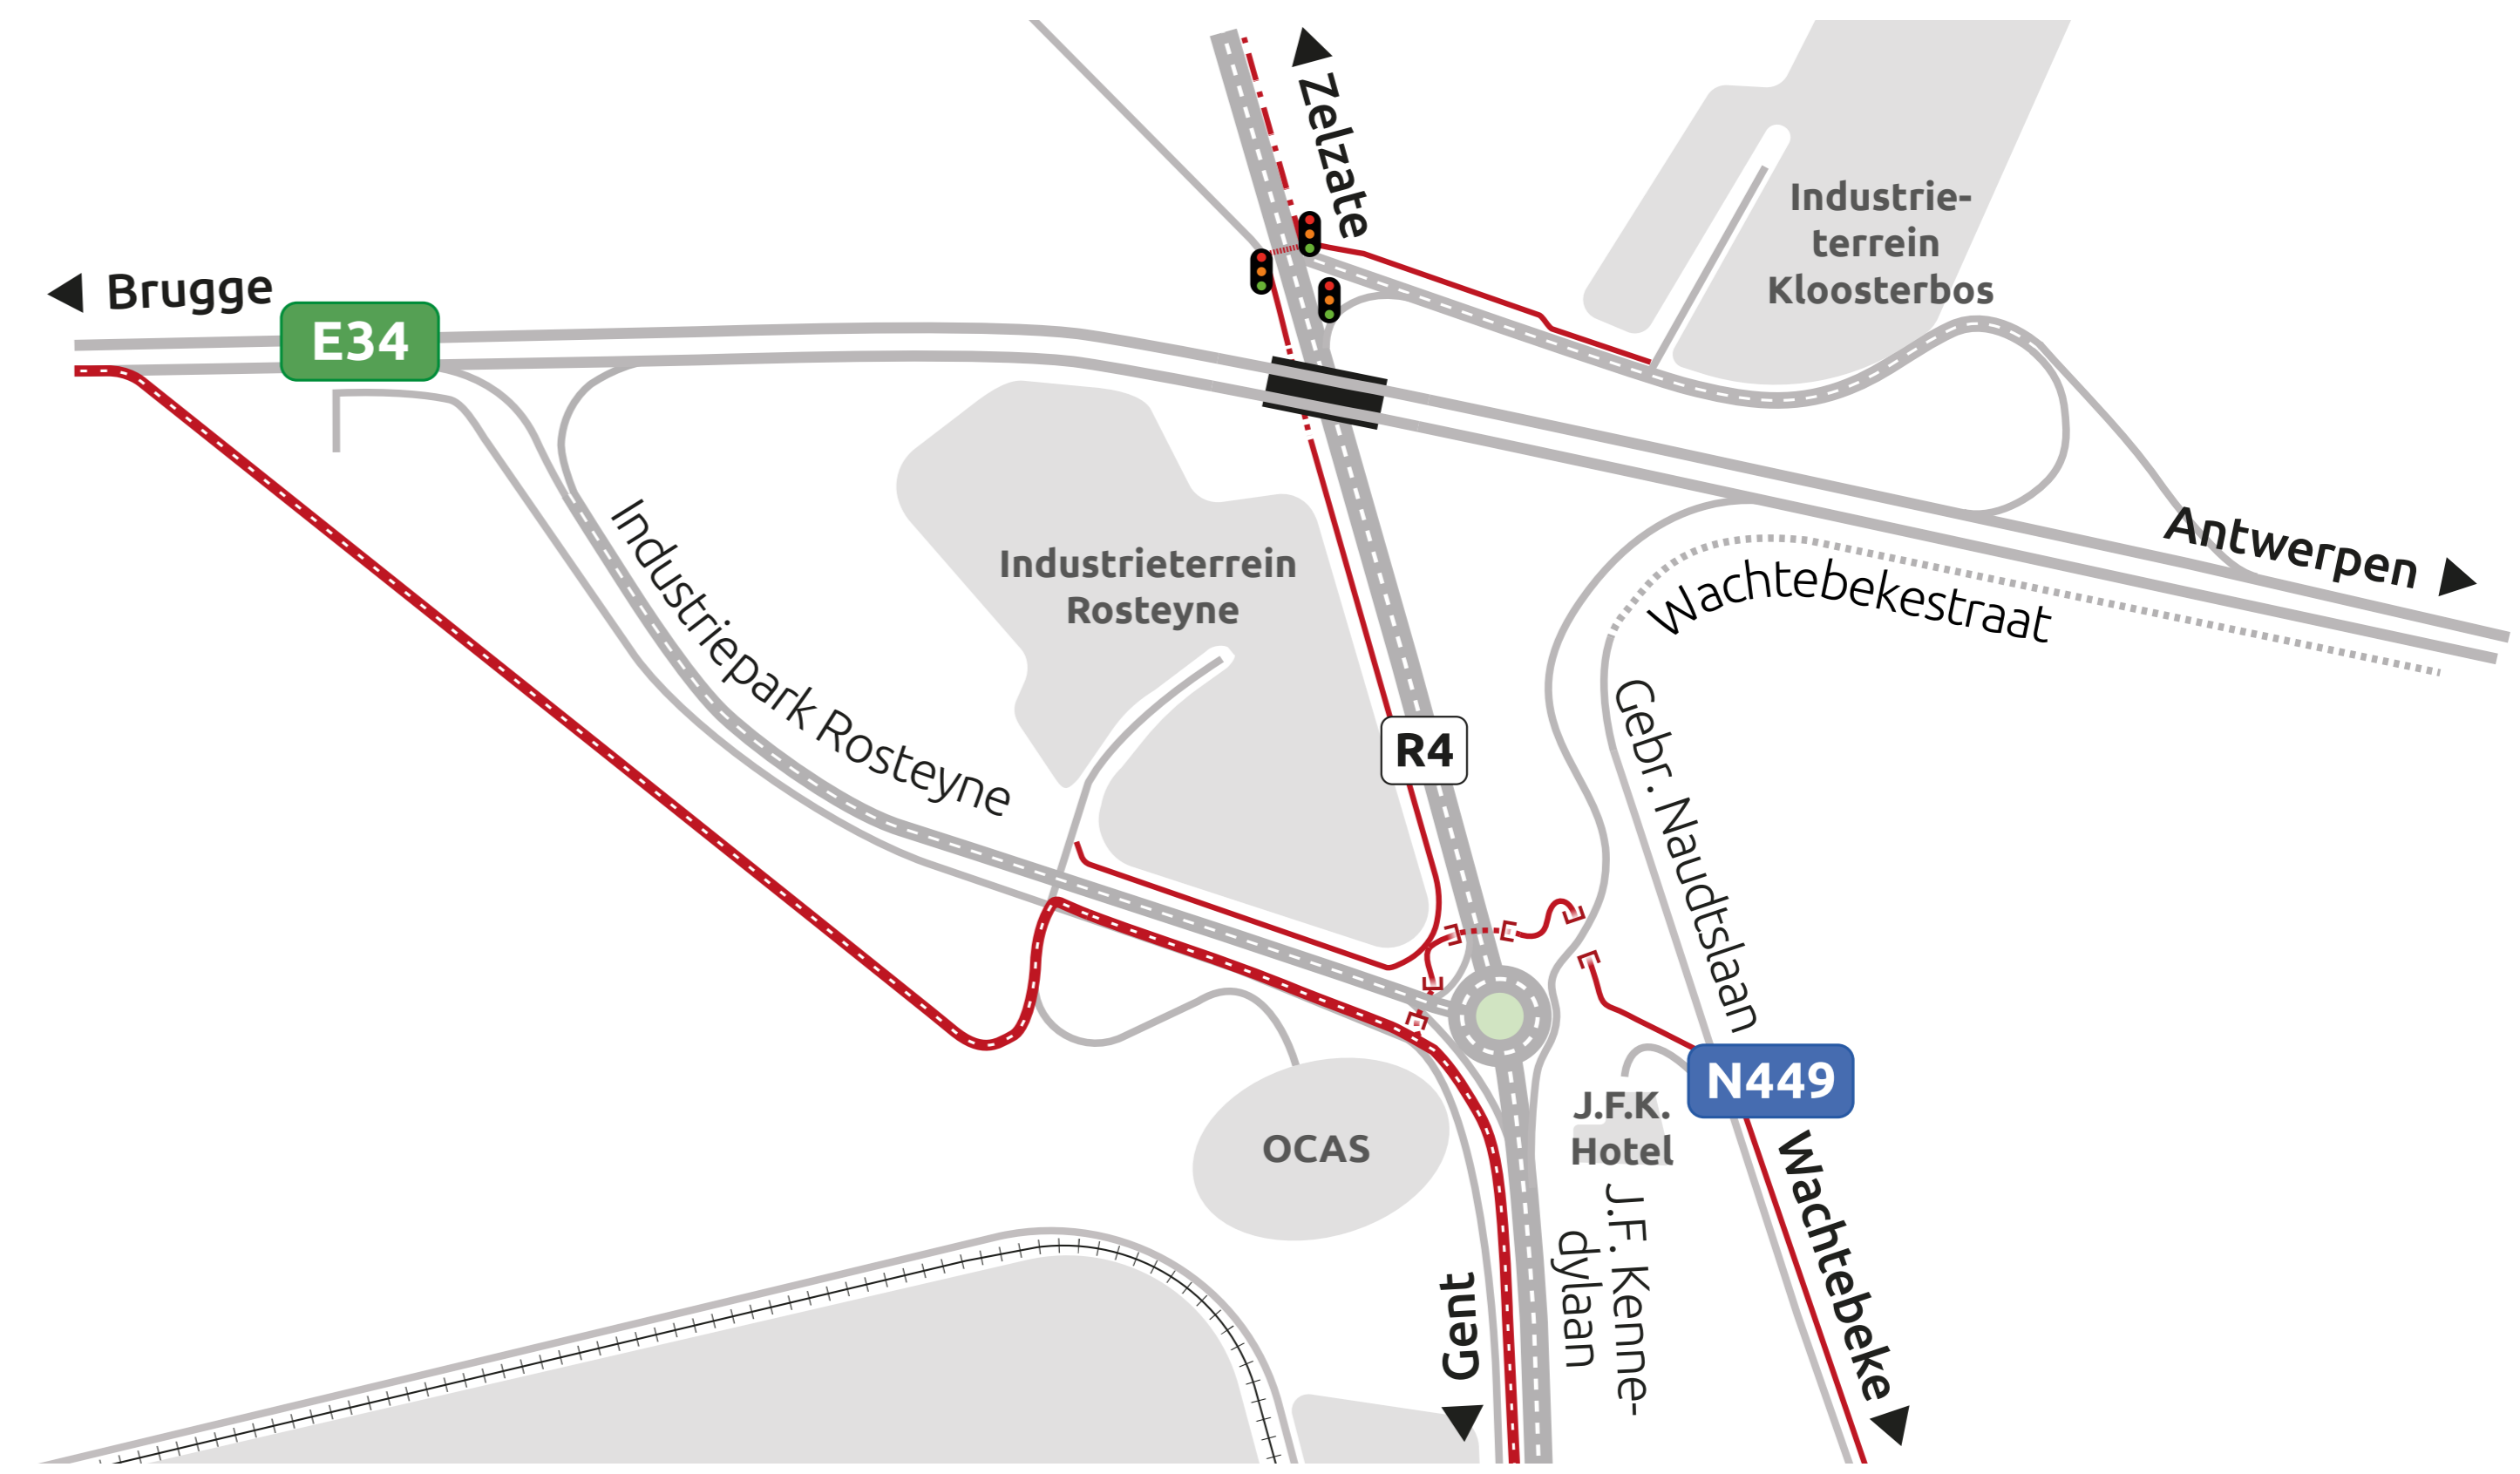 Zelzate
Industrie-
terrein
Kloosterbos
Brugge
E34
Antwerpen
Wachtebekestraat
Industrieterrein
Rosteyne
Industriepark Rosteyne
R4
Gebr. Naudtslaan
N449
J.F.K.
Hotel
OCAS
J.F. Kenne-
dylaan
Gent
Wachtebeke